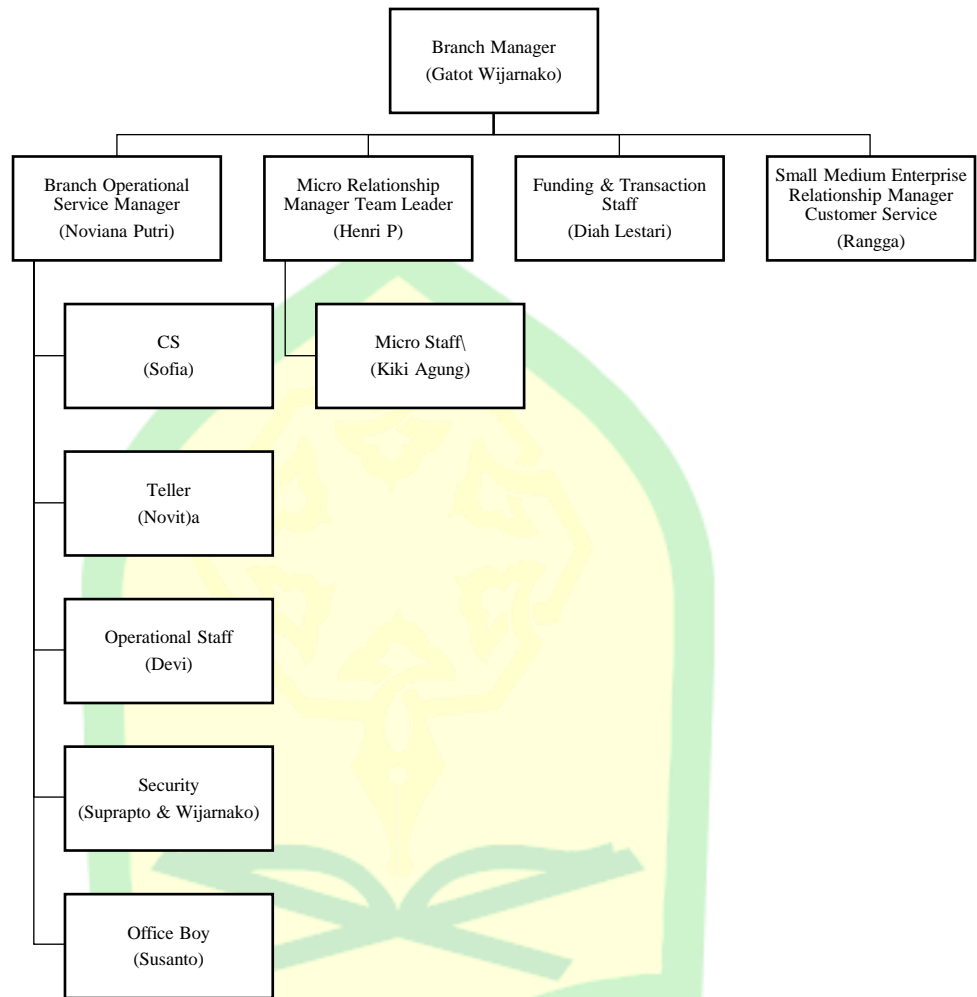 Branch Manager
(Gatot Wijarnako)
Branch Operational
Service Manager
(Noviana Putri)
Micro Relationship
Manager Team Leader
(Henri P)
Funding & Transaction
Staff
(Diah Lestari)
Small Medium Enterprise
Relationship Manager
Customer Service
(Rangga)
CS
(Sofia)
Micro Staff\
(Kiki Agung)
Teller
(Novit)a
Operational Staff
(Devi)
Security
(Suprapto & Wijarnako)
Office Boy
(Susanto)